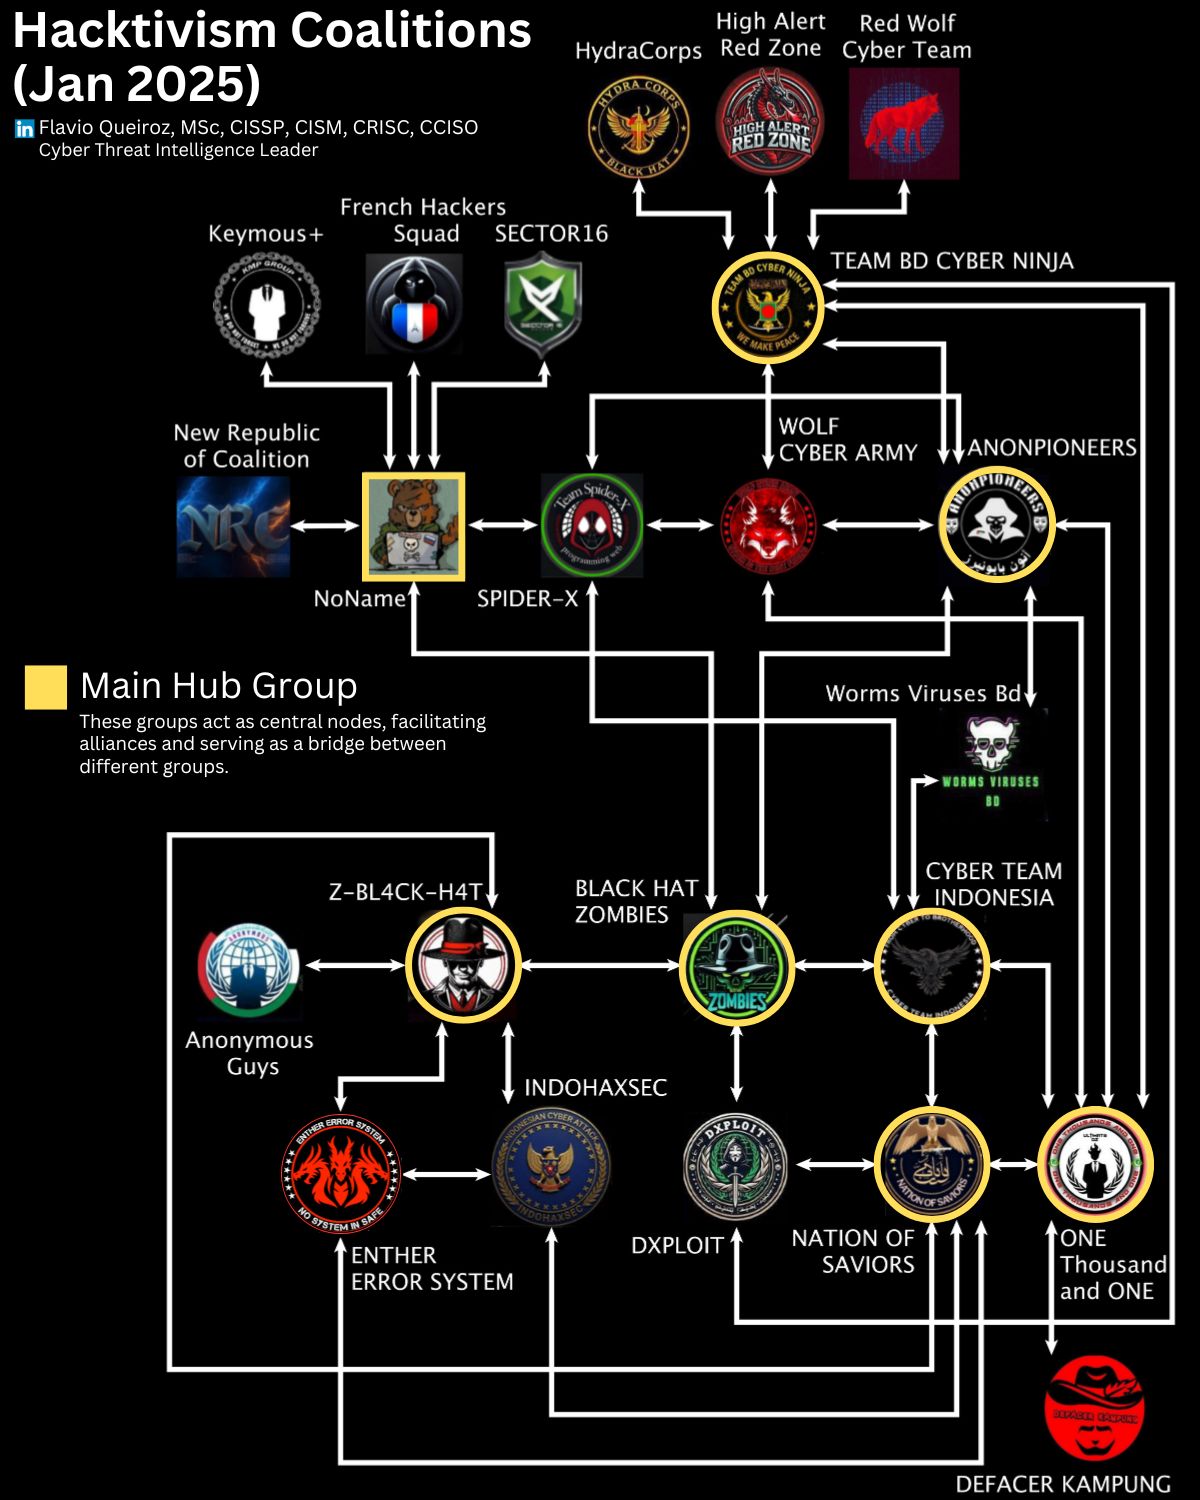 Hacktivism Coalitions
(Jan 2025)
in Flavio Queiroz, MSc, CISSP, CISM, CRISC, CCISO
Cyber Threat Intelligence Leader
HydraCorps
High Alert
Red Zone
Red Wolf
Cyber Team
HYDRA CORPS
BLACK HAT
HIGH ALERT
RED ZONE
Keymous+
French Hackers
Squad
SECTOR16
KMP GROUP
TEAM BD CYBER NINJA
TEAM BD CYBER NINJA
WE MAKE PEACE
New Republic
of Coalition
NRC
NoName
SPIDER-X
Team Spider-X
programming web
WOLF
CYBER ARMY
ANONPIONEERS
ANONPIONEERS
أنون بايونيرز
Main Hub Group
These groups act as central nodes, facilitating
alliances and serving as a bridge between
different groups.
Worms Viruses Bd
WORMS VIRUSES
BD
Z-BL4CK-H4T
BLACK HAT
ZOMBIES
CYBER TEAM
INDONESIA
ZOMBIES
CYBER TEAM INDONESIA
Anonymous
Guys
INDOHAXSEC
ENTHER ERROR SYSTEM
NO SYSTEM IN SAFE
INDONESIAN CYBER ATTACK
INDOHAXSEC
DXPLOIT
NATION OF SAVIORS
ENTHER
ERROR SYSTEM
DXPLOIT
NATION OF
SAVIORS
ONE
Thousand
and ONE
DEFACER KAMPUNG
DEFACER KAMPUNG